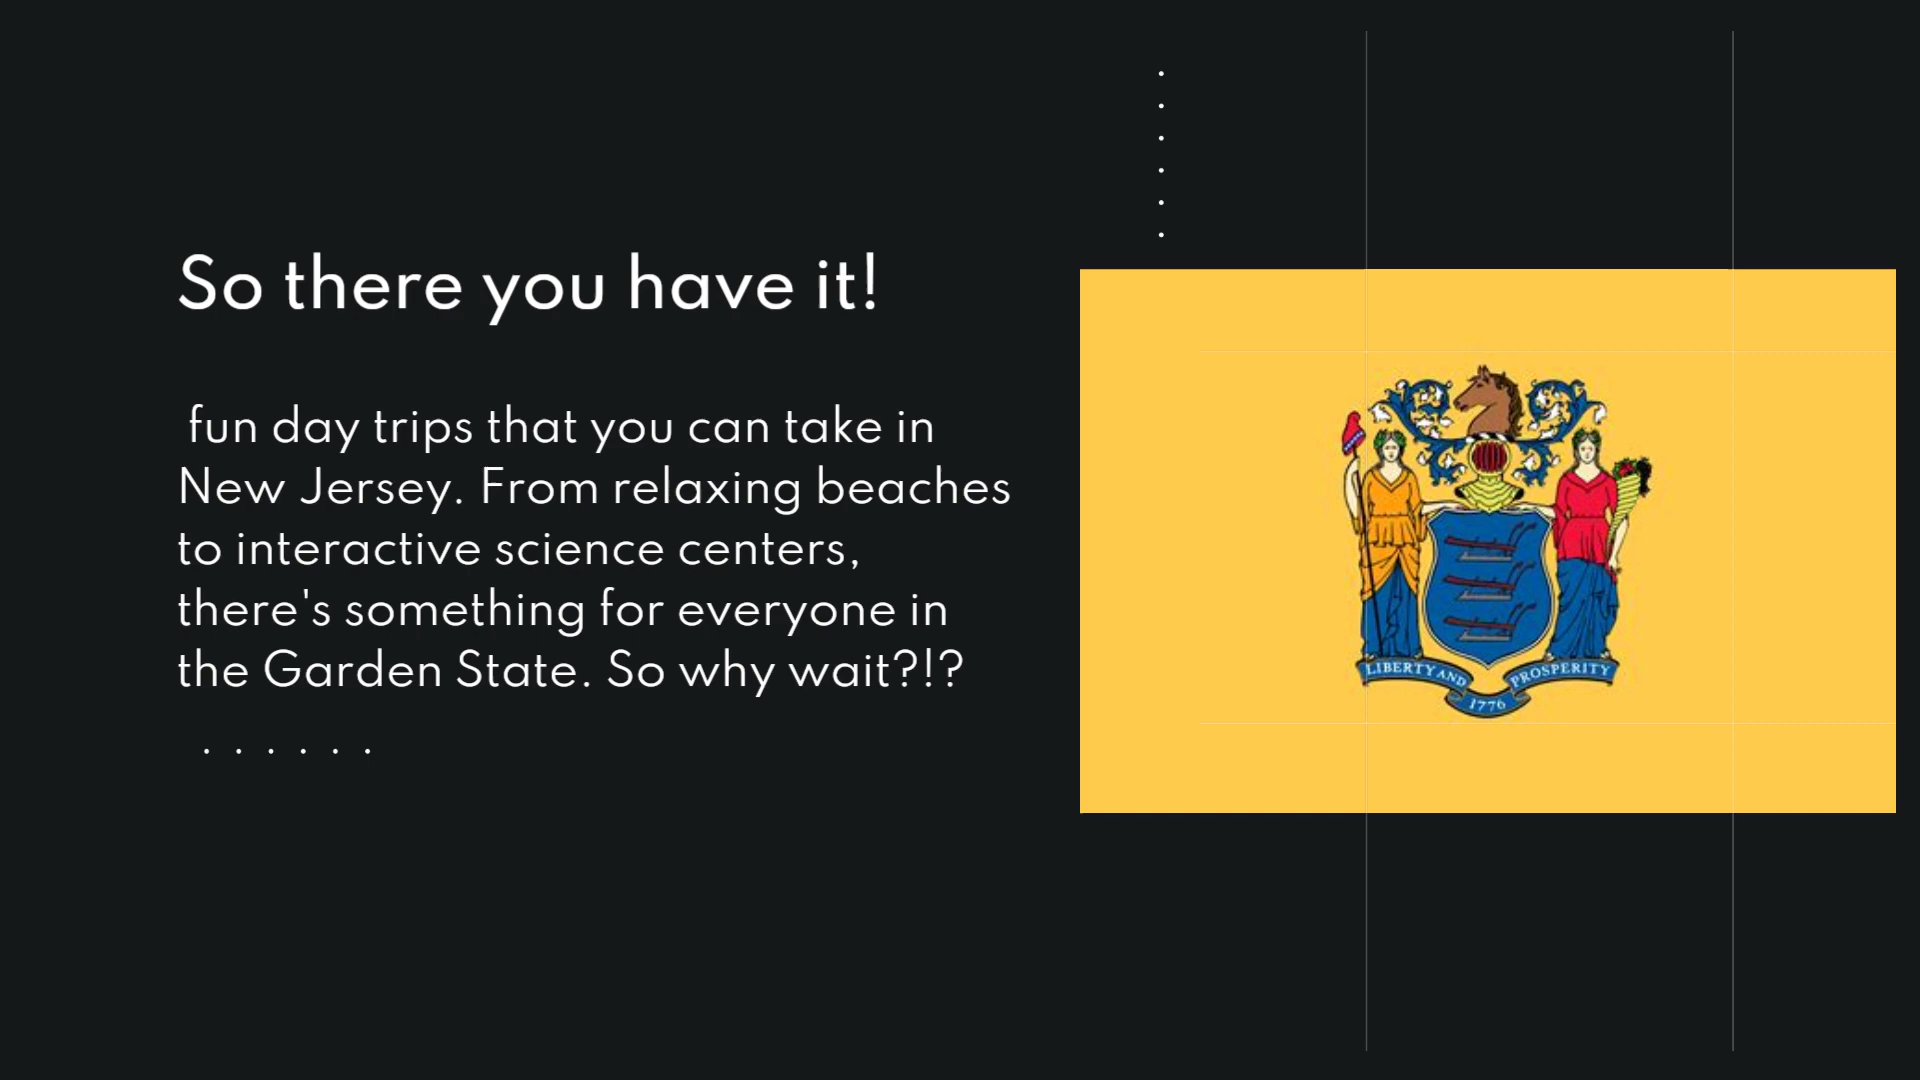 So there you have it!
fun day trips that you can take in
New Jersey. From relaxing beaches
to interactive science centers,
there's something for everyone in
the Garden State. So why wait?!?
LIBERTY AND
1776
PROSPERITY